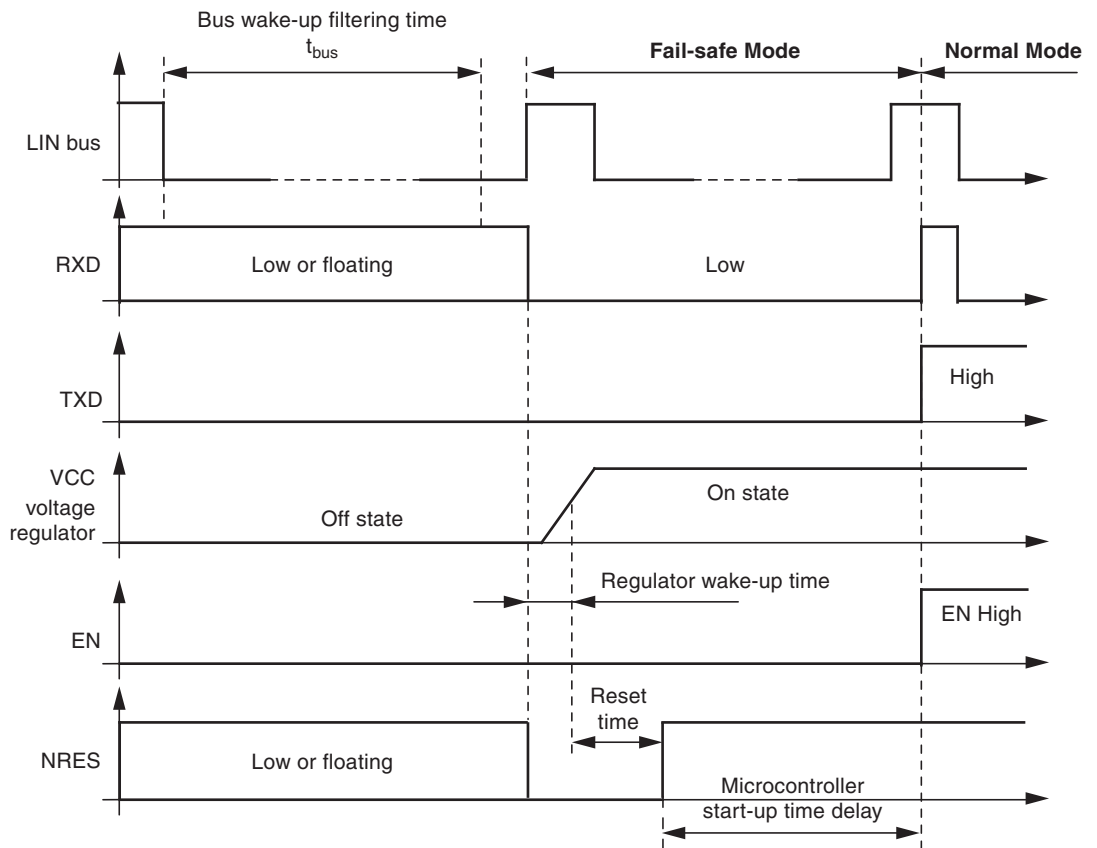 Bus wake-up filtering time
tbus
Fail-safe Mode
Normal Mode
LIN bus
RXD
Low or floating
Low
TXD
High
VCC
voltage
regulator
Off state
On state
Regulator wake-up time
EN
EN High
Reset
time
NRES
Low or floating
Microcontroller
start-up time delay